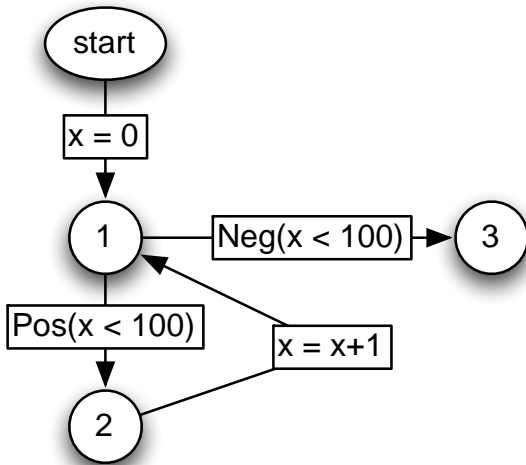 start
x = 0
1
Neg(x < 100)
3
Pos(x < 100)
x = x+1
2